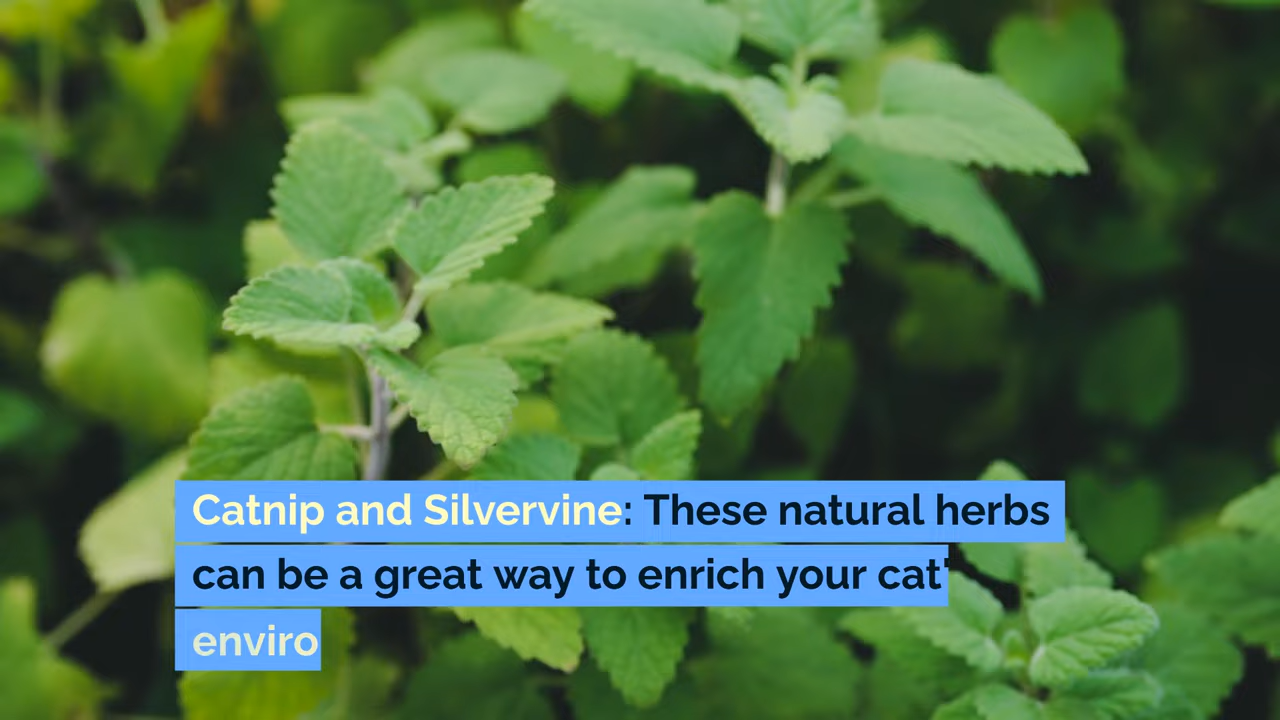 Catnip and Silvervine: These natural herbs
can be a great way to enrich your cat'
enviro